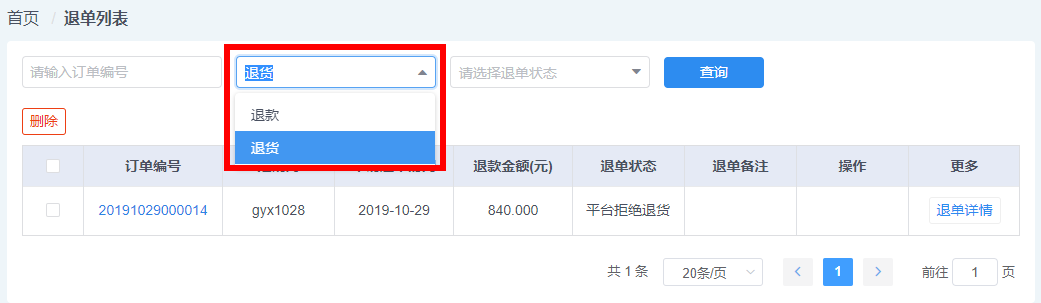 首页 / 退单列表
请输入订单编号 退货 请选择退单状态 查询
退款
删除
退货
订单编号 退款金额(元) 退单状态 退单备注 操作 更多
20191029000014 gyx1028 2019-10-29 840.000 平台拒绝退货 退单详情
共 1 条 20条/页 < 1 > 前往 1 页